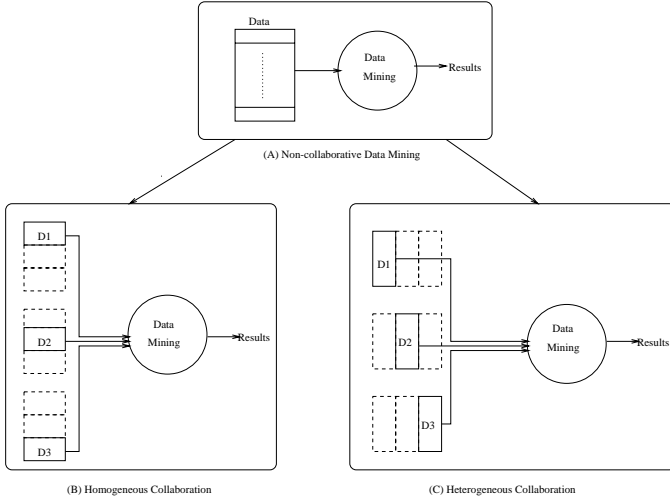 Data
Data
Mining
Results
(A) Non-collaborative Data Mining
D1
D2
D3
Data
Mining
Results
(B) Homogeneous Collaboration
D1
D2
D3
Data
Mining
Results
(C) Heterogeneous Collaboration